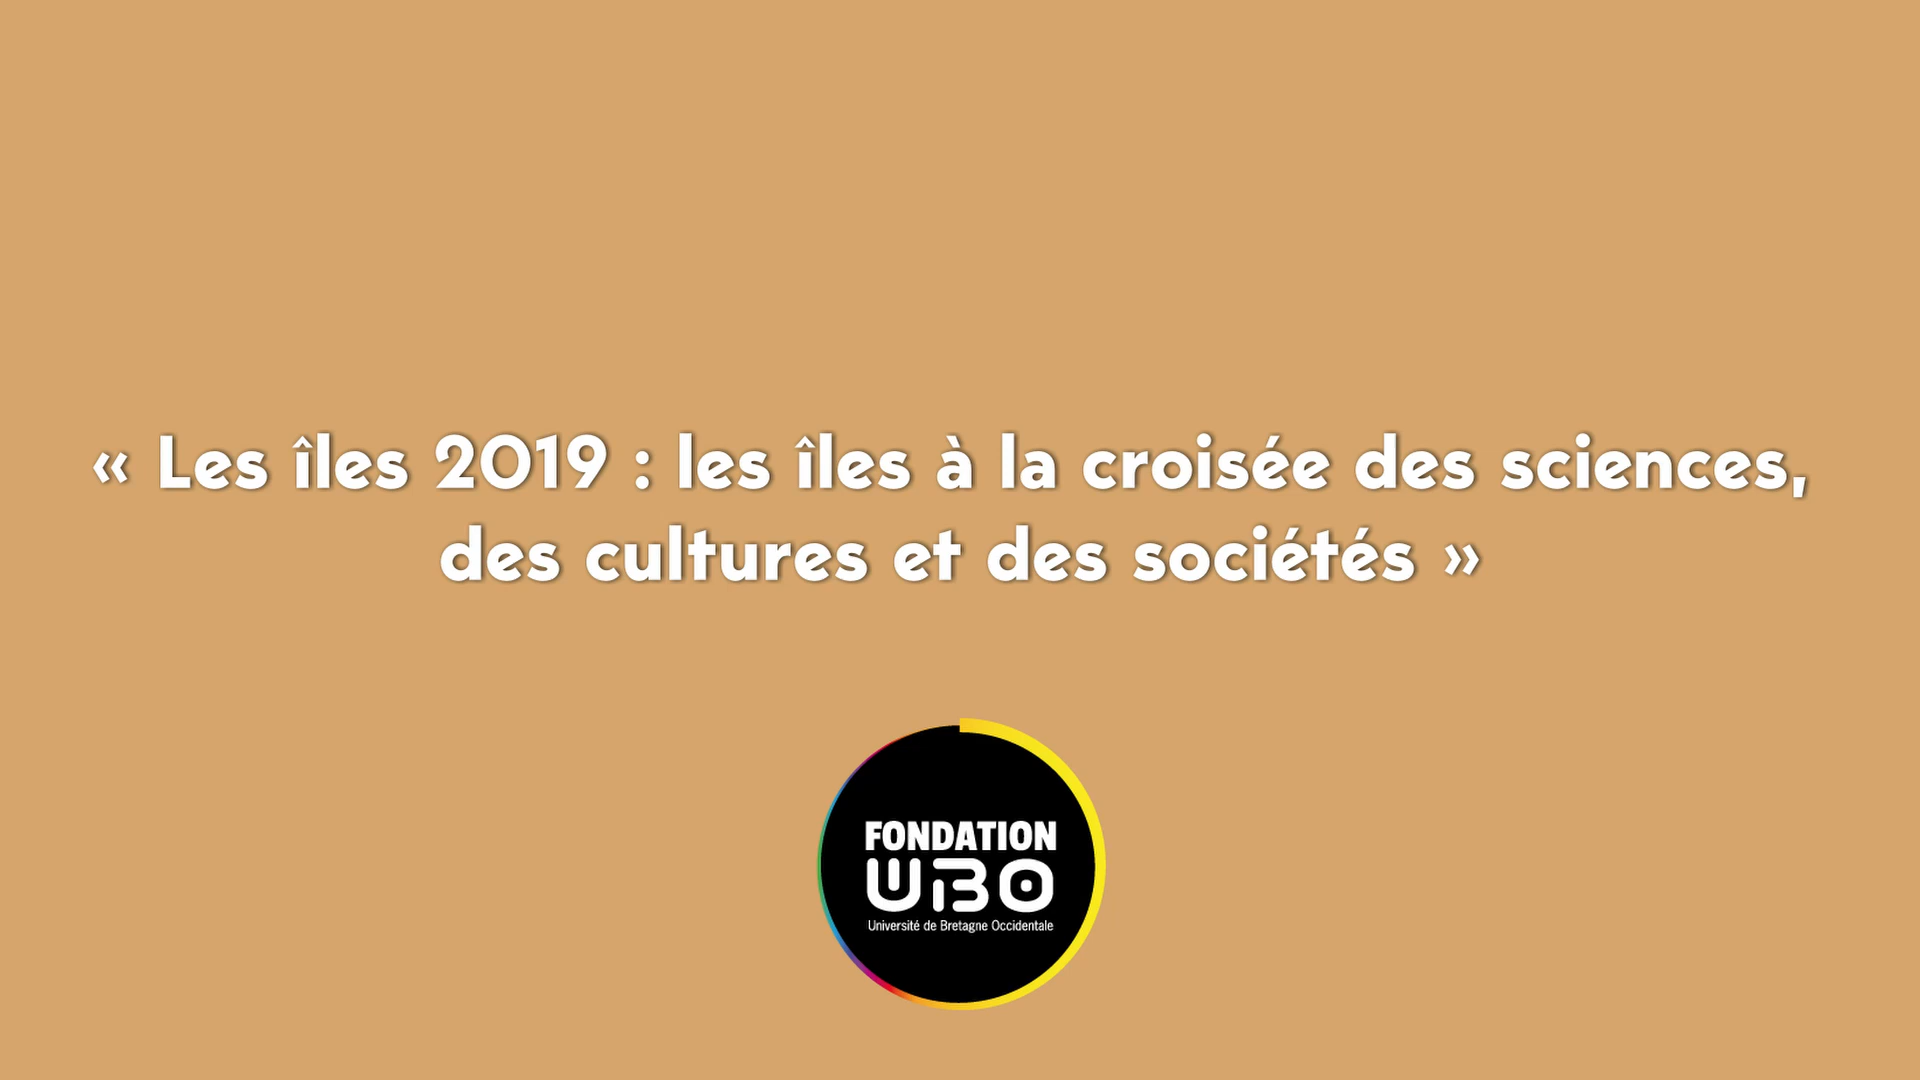 « Les îles 2019 : les îles à la croisée des sciences,
des cultures et des sociétés »
FONDATION
UBO
Université de Bretagne Occidentale